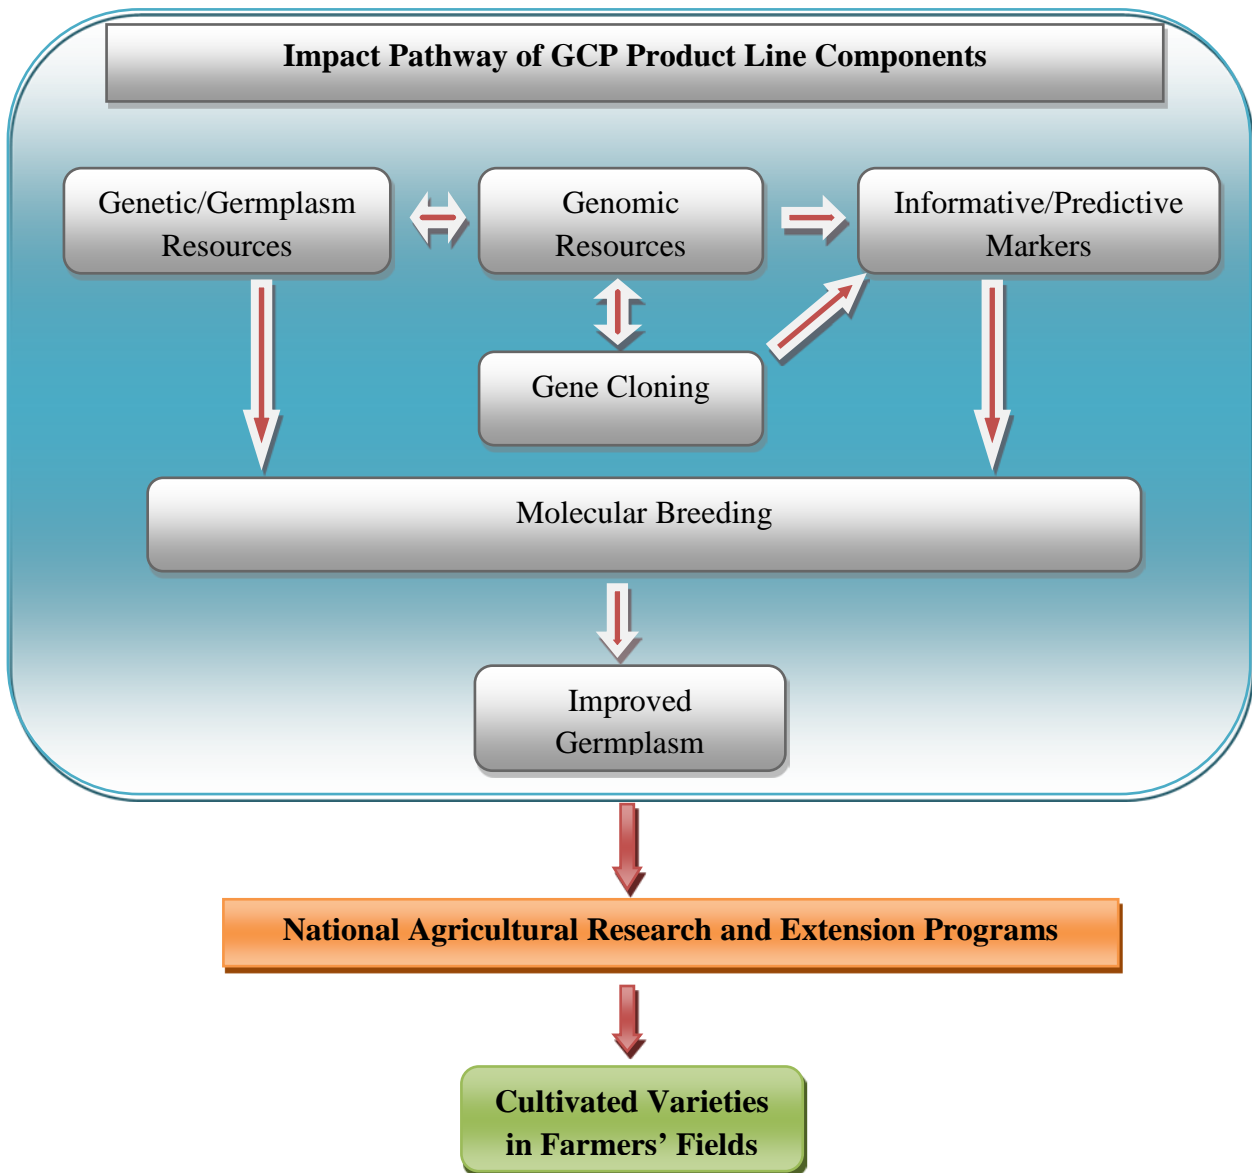 Impact Pathway of GCP Product Line Components
Genetic/Germplasm
Resources
Genomic
Resources
Informative/Predictive
Markers
Gene Cloning
Molecular Breeding
Improved
Germplasm
National Agricultural Research and Extension Programs
Cultivated Varieties
in Farmers’ Fields